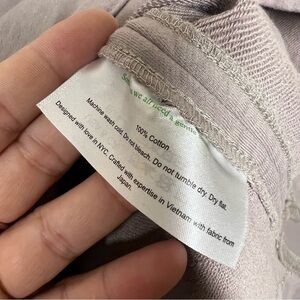 100% Cotton
Machine wash cold. Do not bleach. Do not tumble dry. Dry flat.
Designed with love in NYC. Crafted with expertise in Vietnam with fabric from
Japan.